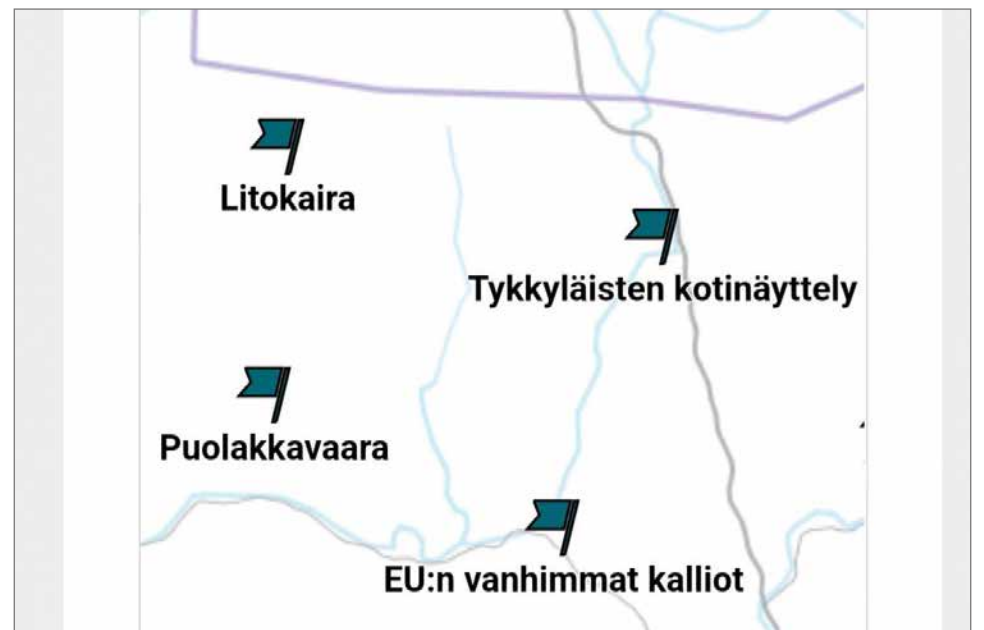 Litokaira
Tykkyläisten kotinäyttely
Puolakkavaara
EU:n vanhimmat kalliot